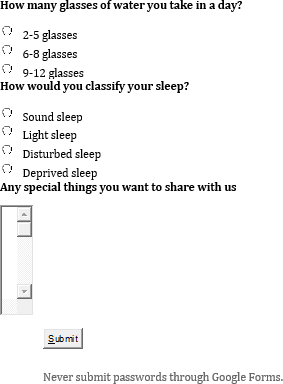 How many glasses of water you take in a day?
2-5 glasses
6-8 glasses
9-12 glasses
How would you classify your sleep?
Sound sleep
Light sleep
Disturbed sleep
Deprived sleep
Any special things you want to share with us
Submit
Never submit passwords through Google Forms.